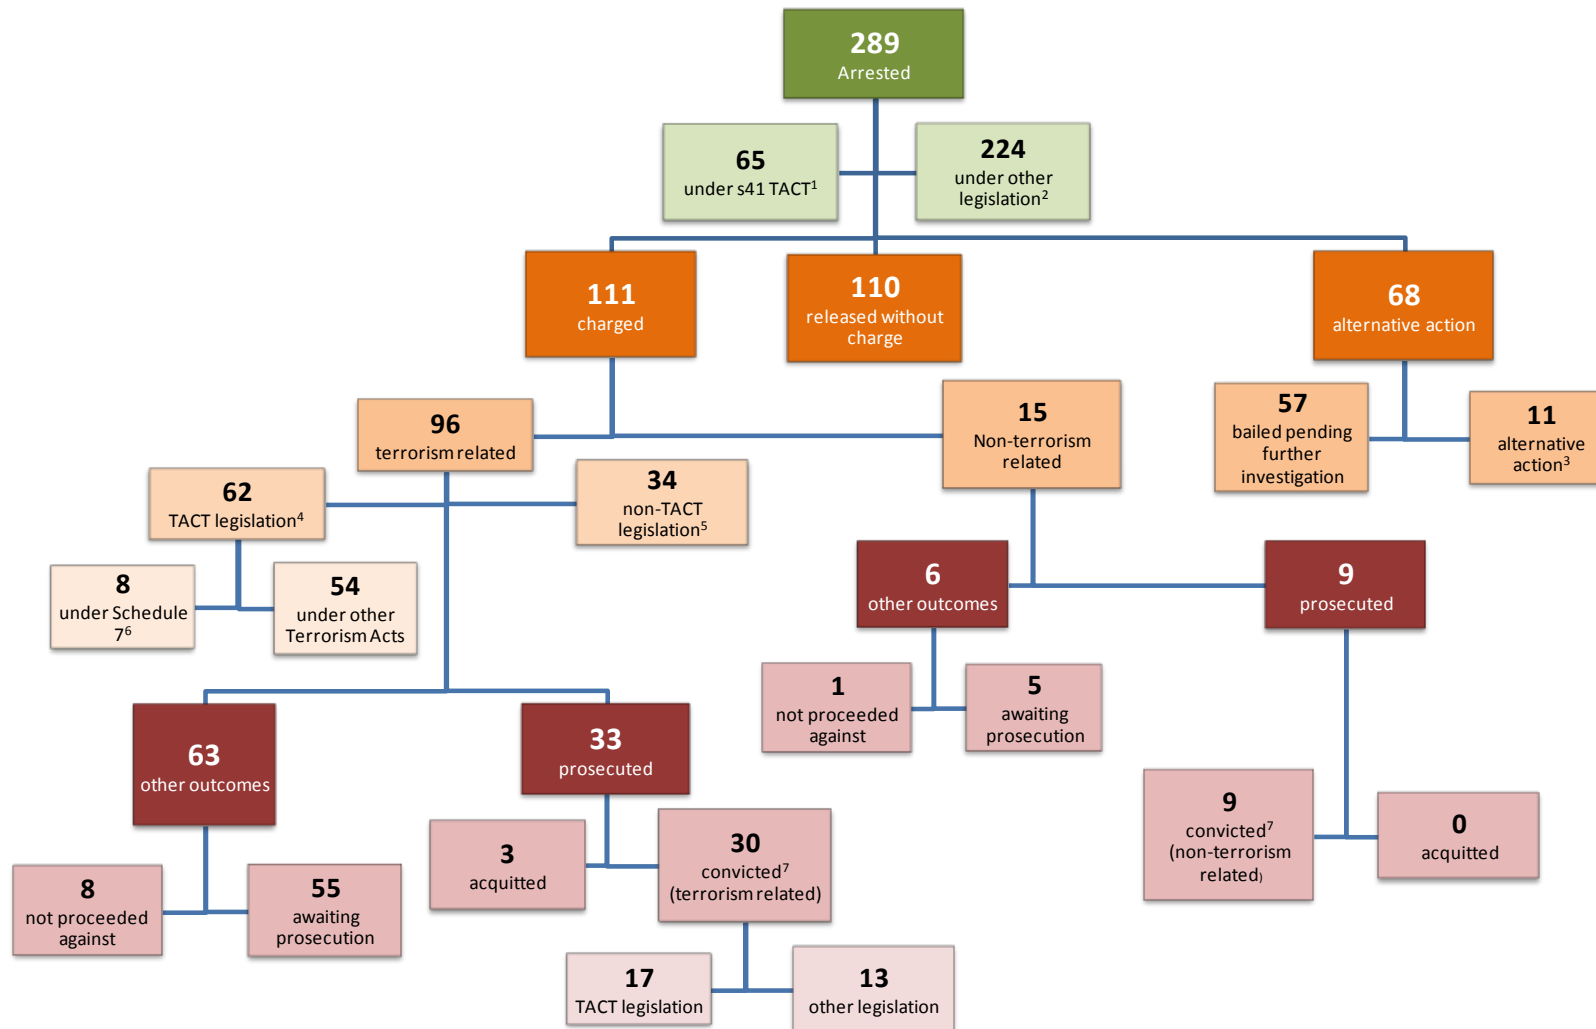 289
Arrested
65
under s41 TACT¹
224
under other
legislation²
111
charged
110
released without
charge
68
alternative action
96
terrorism related
15
Non-terrorism
related
57
bailed pending
further
investigation
11
alternative
action³
62
TACT legislation⁴
34
non-TACT
legislation⁵
8
under Schedule
7⁶
54
under other
Terrorism Acts
6
other outcomes
9
prosecuted
1
not proceeded
against
5
awaiting
prosecution
63
other outcomes
33
prosecuted
9
convicted⁷
(non-terrorism
related)
0
acquitted
3
acquitted
30
convicted⁷
(terrorism related)
8
not proceeded
against
55
awaiting
prosecution
17
TACT legislation
13
other legislation